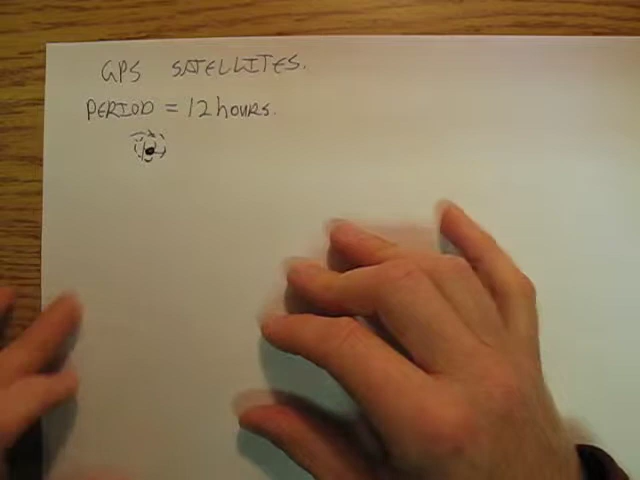 GPS SATELLITES.
PERIOD = 12 hours.